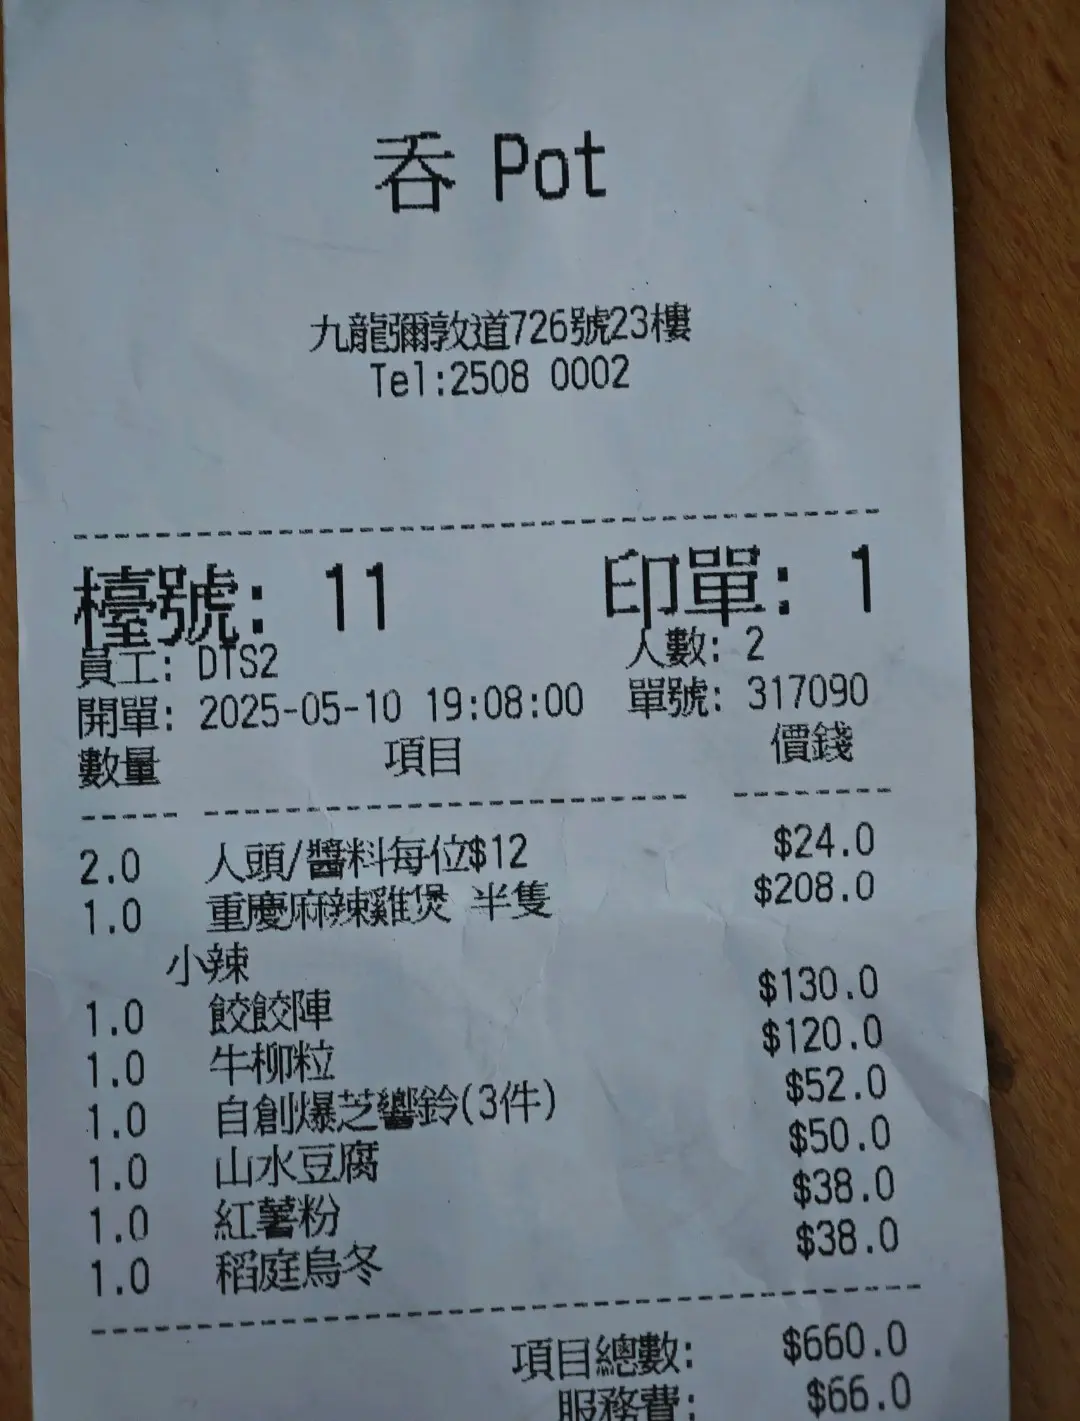 呑 Pot
九龍彌敦道726號23樓
Tel:2508 0002
檯號: 11 印單: 1
員工: DTS2 人數: 2
開單: 2025-05-10 19:08:00 單號: 317090
數量 項目 價錢
2.0 人頭/醬料每位$12 $24.0
1.0 重慶麻辣雞煲 半隻 $208.0
小辣
1.0 餃餃陣 $130.0
1.0 牛柳粒 $120.0
1.0 自創爆芝響鈴(3件) $52.0
1.0 山水豆腐 $50.0
1.0 紅薯粉 $38.0
1.0 稻庭烏冬 $38.0
項目總數: $660.0
服務費: $66.0